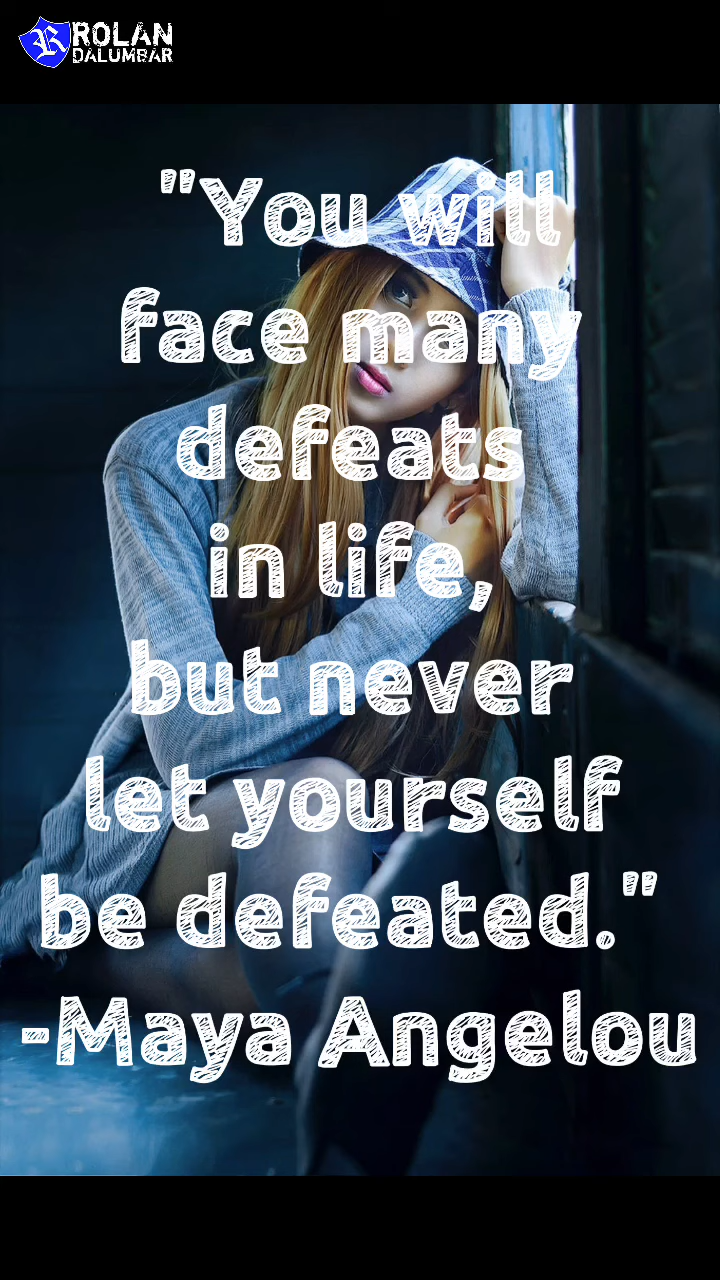 R ROLAN
DALUMBAR
"You will
face many
defeats
in life,
but never
let yourself
be defeated."
-Maya Angelou